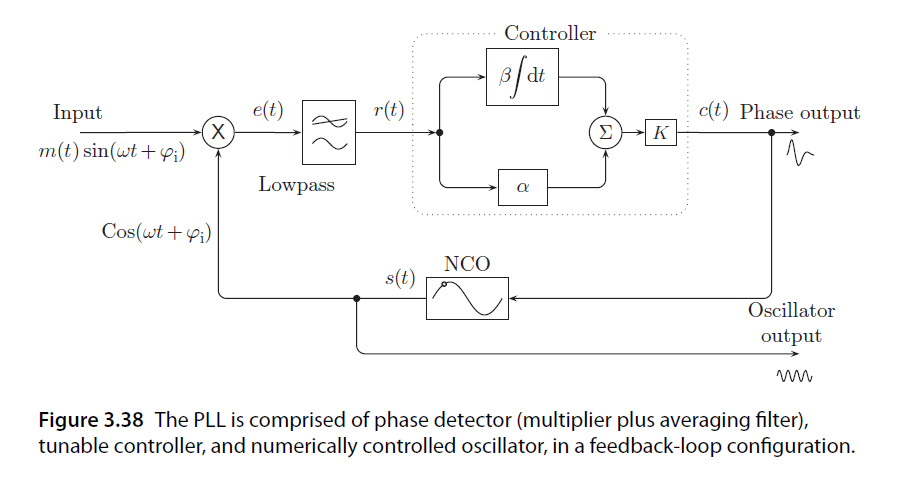 Controller
β∫dt
Input
e(t)
r(t)
c(t) Phase output
X
Σ
K
m(t) sin(ωt + φi)
Lowpass
α
Cos(ωt + φi)
NCO
s(t)
Oscillator
output
Figure 3.38 The PLL is comprised of phase detector (multiplier plus averaging filter),
tunable controller, and numerically controlled oscillator, in a feedback-loop configuration.